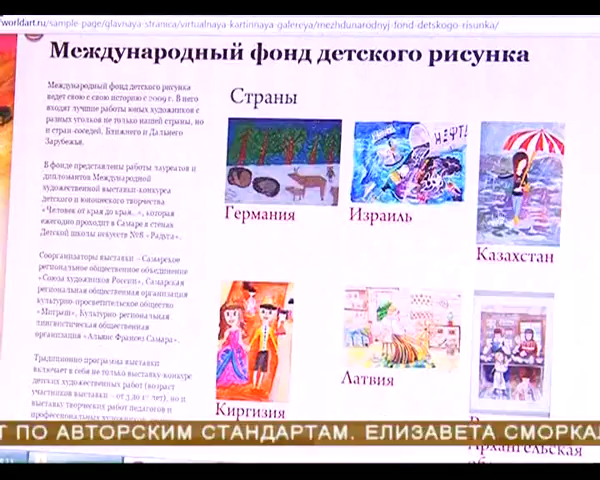 worldart.ru/sample-page/glavnaya-stranica/virtualnaya-kartinnaya-galereya/mezhdunarodnyj-fond-detskogo-risunka/
Международный фонд детского рисунка
Международный фонд детского рисунка
ведет свою с свою историю с 2009 г. В него
входят лучшие работы юных художников с
разных уголков не только нашей страны, но
и стран-соседей, Ближнего и Дальнего
Зарубежья.
В фонде представлены работы лауреатов и
дипломантов Международной
художественной выставки-конкурса
детского и юношеского творчества
«Человек от края до края...», которая
ежегодно проходит в Самаре в стенах
Детской школы искусств №8 «Радуга».
Соорганизаторы выставки – Самарское
региональное общественное объединение
«Союза художников России», Самарская
региональная общественная организация
культурно-просветительское общество
Культурно-региональная
лингвистическая общественная
организация «Альянс Франсез Самара».
Традиционно программа выставки
включает в себя не только выставку-конкурс
детских художественных работ (возраст
участников выставки – от 3 до 17 лет), но и
выставку творческих работ педагогов и
Страны
НЕФТЬ!
Германия
Израиль
Казахстан
Киргизия
Латвия
Архангельская
Т ПО АВТОРСКИМ СТАНДАРТАМ. ЕЛИЗАВЕТА СМОРКАЛ